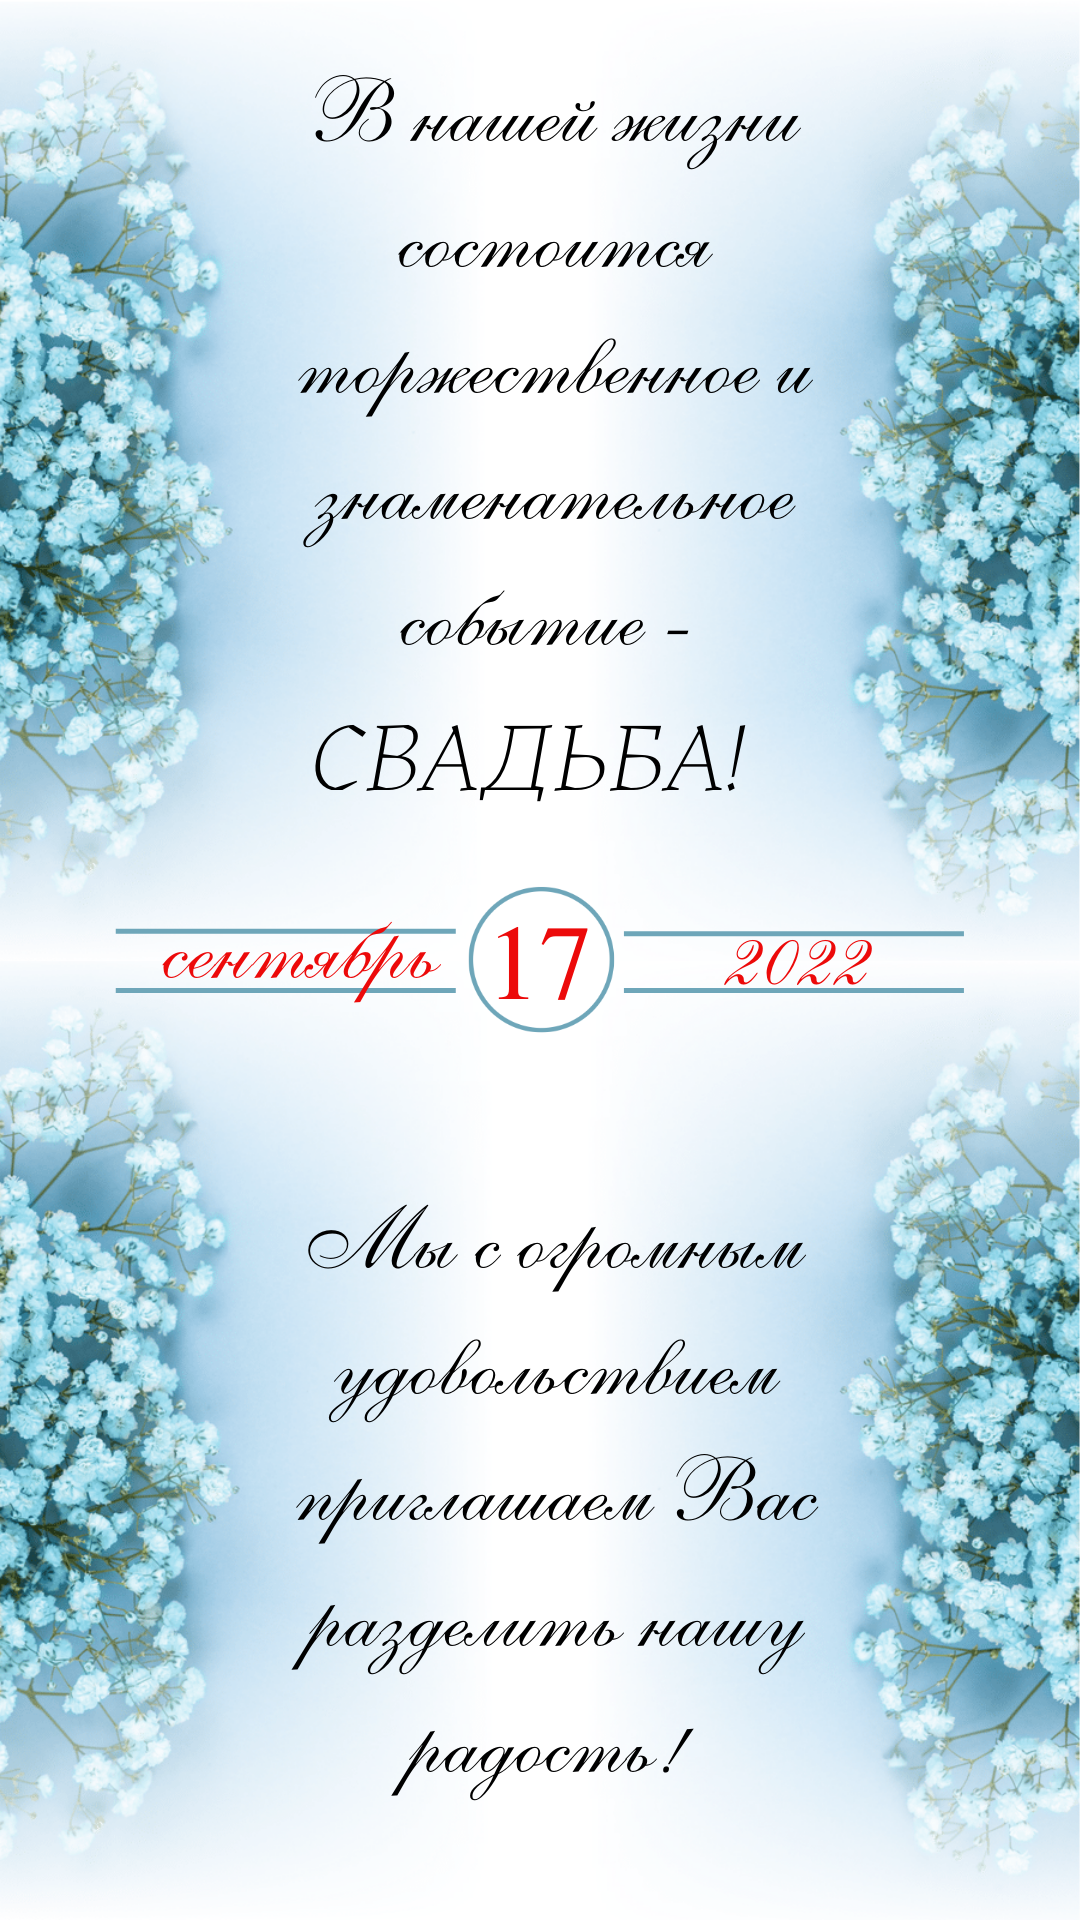 В нашей жизни
состоится
торжественное и
знаменательное
событие -
СВАДЬБА!
сентябрь 17 2022
Мы с огромным
удовольствием
приглашаем Вас
разделить нашу
радость!